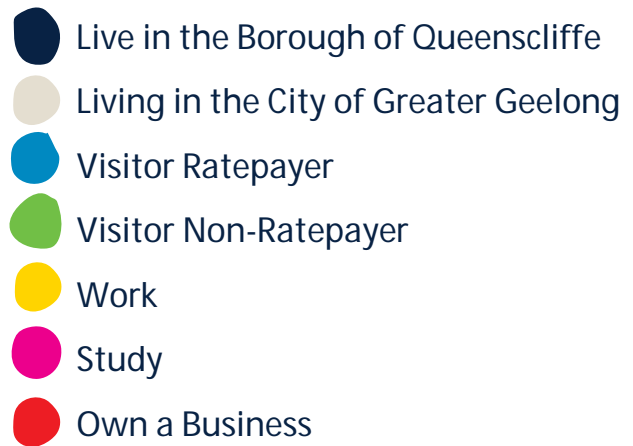 Live in the Borough of Queenscliffe
Living in the City of Greater Geelong
Visitor Ratepayer
Visitor Non-Ratepayer
Work
Study
Own a Business